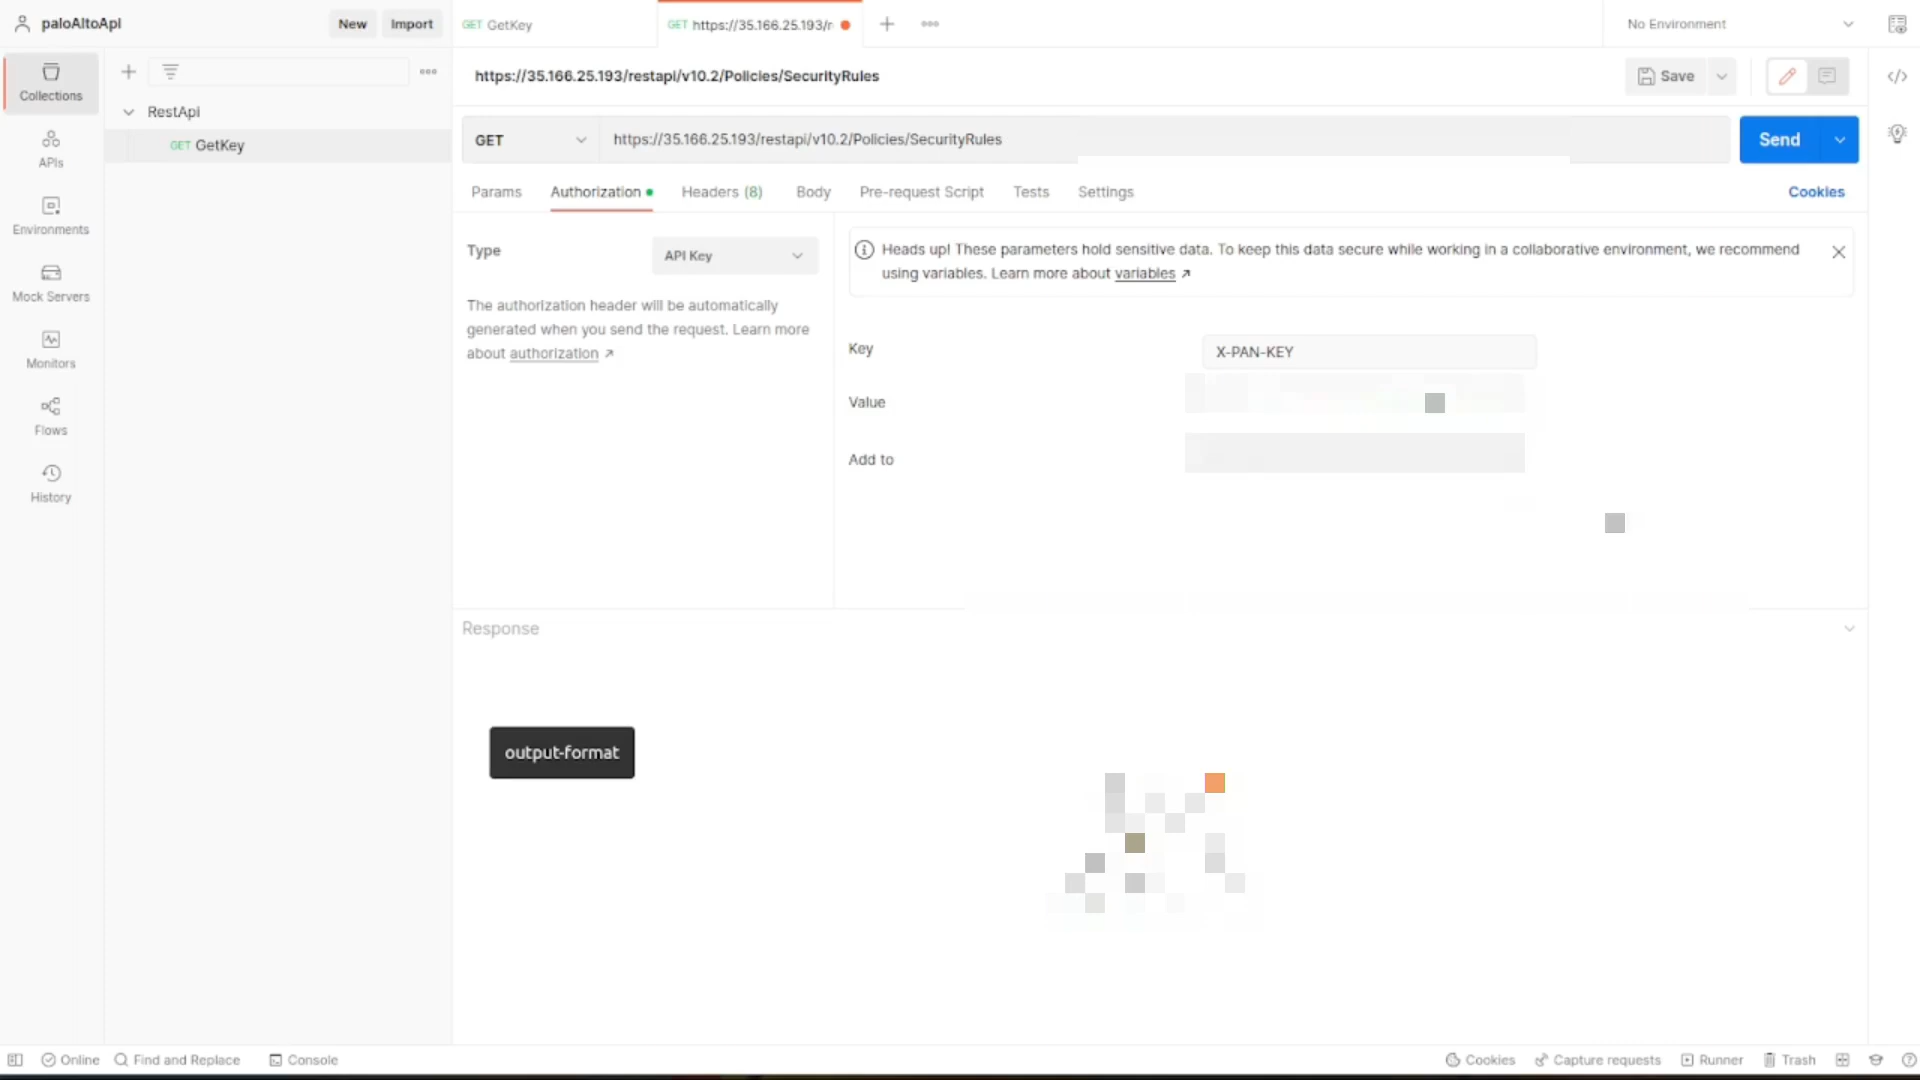 paloAltoApi
New
Import
GET GetKey
GET https://35.166.25.193/r
No Environment
Collections
APIs
Environments
Mock Servers
Monitors
Flows
History
RestApi
GET GetKey
https://35.166.25.193/restapi/v10.2/Policies/SecurityRules
Save
GET
https://35.166.25.193/restapi/v10.2/Policies/SecurityRules
Send
Params
Authorization
Headers (8)
Body
Pre-request Script
Tests
Settings
Cookies
Type
API Key
The authorization header will be automatically
generated when you send the request. Learn more
about authorization ↗
Heads up! These parameters hold sensitive data. To keep this data secure while working in a collaborative environment, we recommend
using variables. Learn more about variables ↗
Key
X-PAN-KEY
Value
Add to
Response
output-format
Online
Find and Replace
Console
Cookies
Capture requests
Runner
Trash